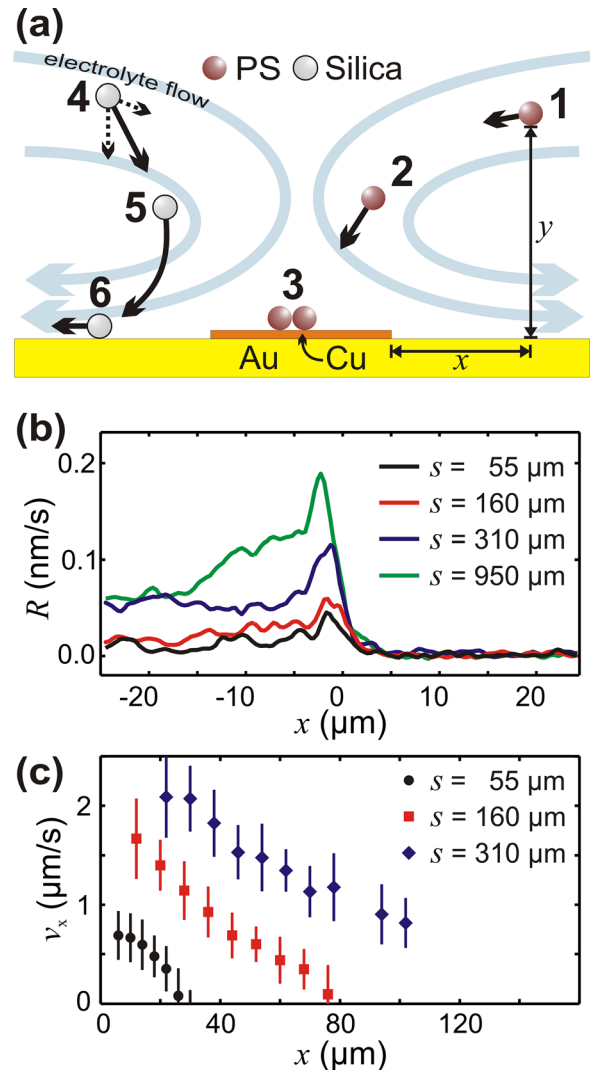 (a)
electrolyte flow
PS Silica
4
1
5
2
6
3
y
Au Cu x
(b)
0.2
0.1
0.0
R (nm/s)
s = 55 µm
s = 160 µm
s = 310 µm
s = 950 µm
-20 -10 0 10 20
x (µm)
(c)
2
1
0
vx (µm/s)
s = 55 µm
s = 160 µm
s = 310 µm
0 40 80 120
x (µm)